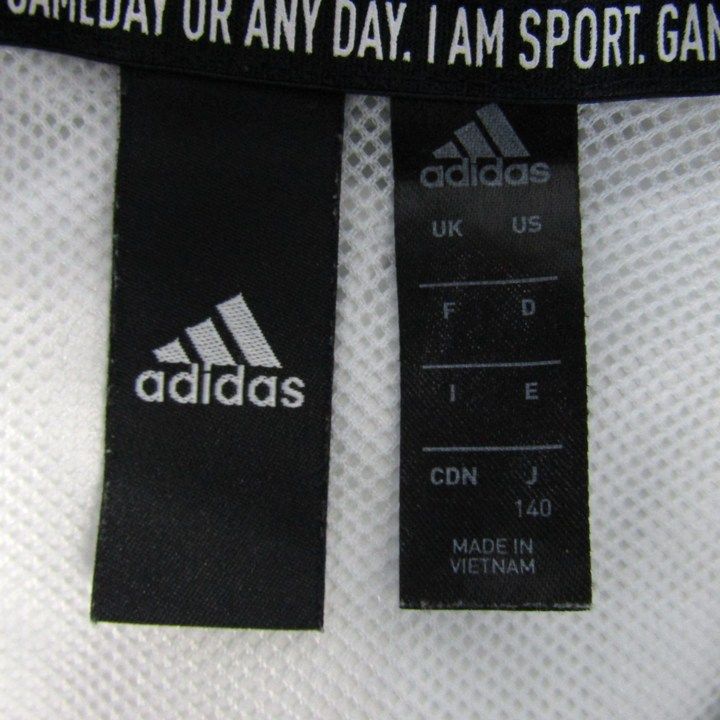 GAMEDAY OR ANY DAY. I AM SPORT. GAM
adidas
adidas
UK US
F D
I E
CDN J
140
MADE IN
VIETNAM